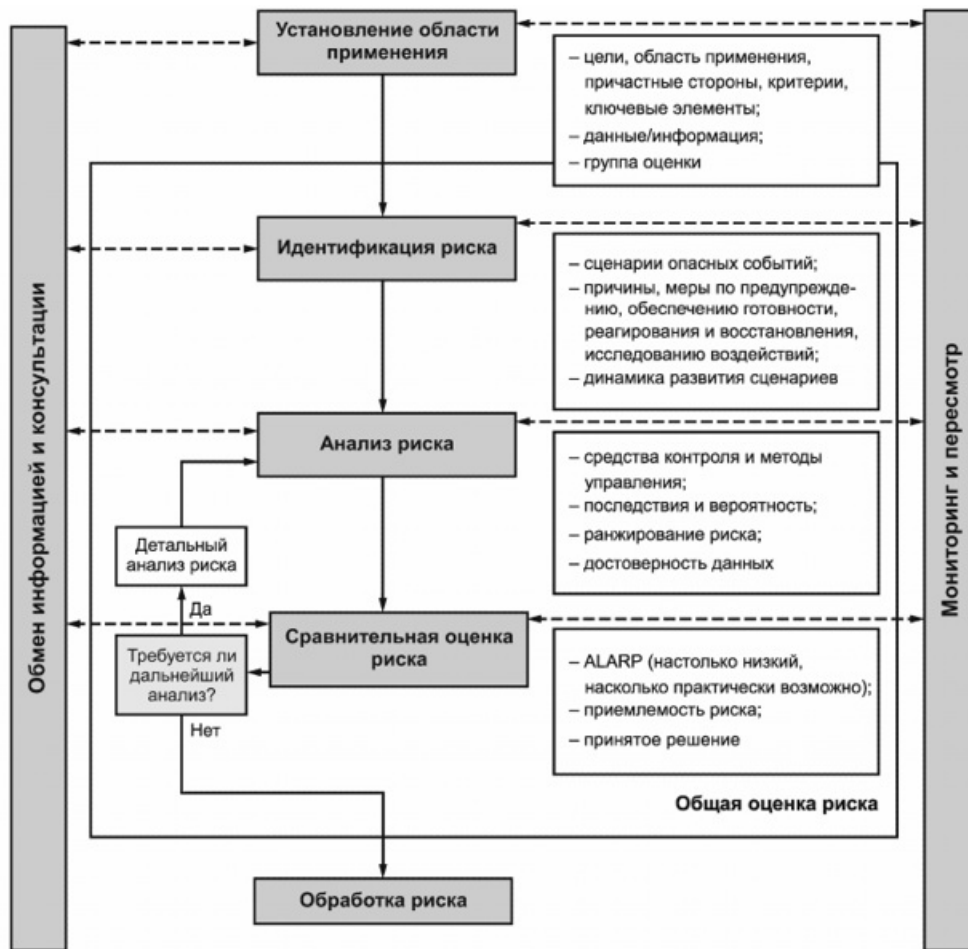 Установление области
применения
– цели, область применения,
причастные стороны, критерии,
ключевые элементы;
– данные/информация;
– группа оценки
Идентификация риска
– сценарии опасных событий;
– причины, меры по предупрежде-
нию, обеспечению готовности,
реагирования и восстановления,
исследованию воздействий;
– динамика развития сценариев
Анализ риска
– средства контроля и методы
управления;
– последствия и вероятность;
– ранжирование риска;
– достоверность данных
Детальный
анализ риска
Да
Сравнительная оценка
риска
Требуется ли
дальнейший
анализ?
Нет
– ALARP (настолько низкий,
насколько практически возможно);
– приемлемость риска;
– принятое решение
Общая оценка риска
Обработка риска
Обмен информацией и консультации
Мониторинг и пересмотр